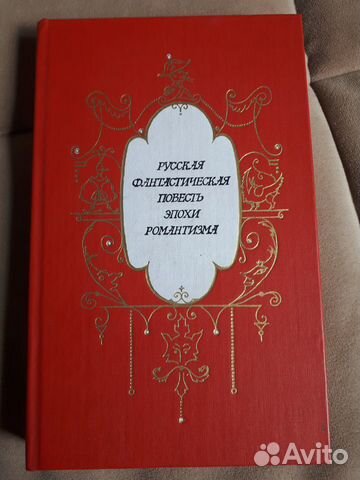 РУССКАЯ
ФАНТАСТИЧЕСКАЯ
ПОВЕСТЬ
ЭПОХИ
РОМАНТИЗМА
Avito